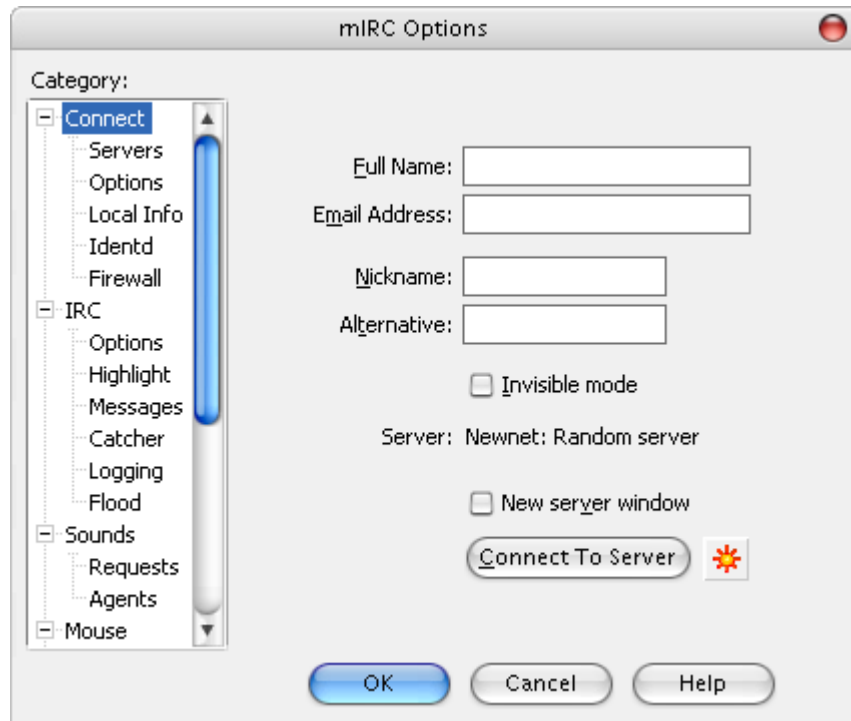 mIRC Options
Category:
Connect
Servers
Options
Local Info
Identd
Firewall
IRC
Options
Highlight
Messages
Catcher
Logging
Flood
Sounds
Requests
Agents
Mouse
Full Name:
Email Address:
Nickname:
Alternative:
Invisible mode
Server: Newnet: Random server
New server window
Connect To Server
OK Cancel Help